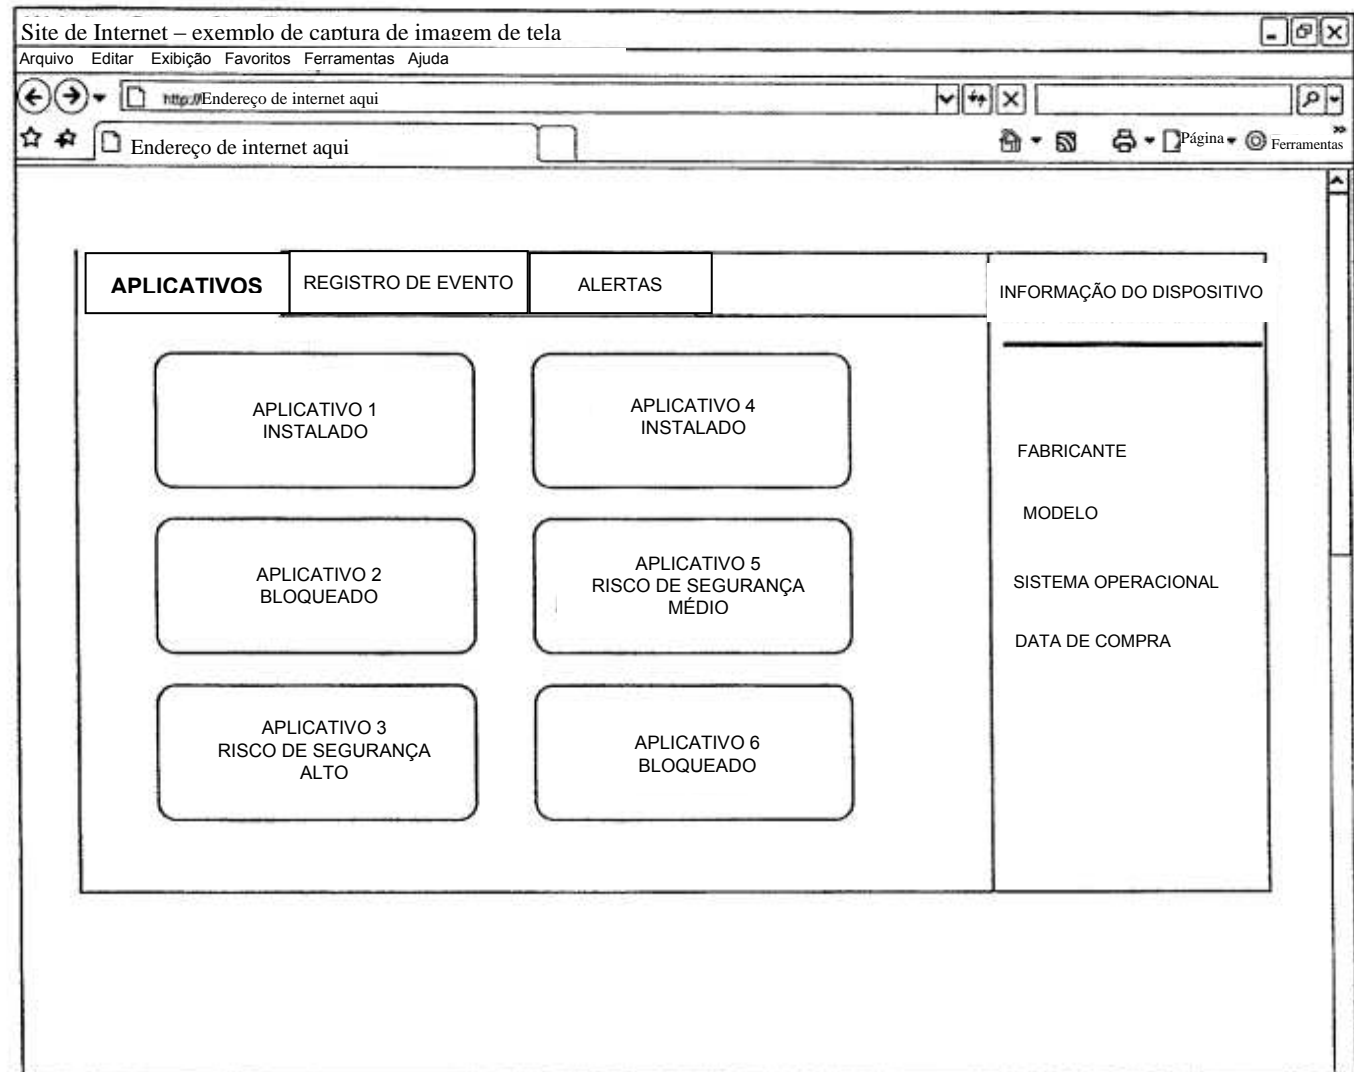 Site de Internet – exemplo de captura de imagem de tela
Arquivo Editar Exibição Favoritos Ferramentas Ajuda
http://Endereço de internet aqui
Endereço de internet aqui
Página
Ferramentas
APLICATIVOS
REGISTRO DE EVENTO
ALERTAS
INFORMAÇÃO DO DISPOSITIVO
APLICATIVO 1
INSTALADO
APLICATIVO 4
INSTALADO
APLICATIVO 2
BLOQUEADO
APLICATIVO 5
RISCO DE SEGURANÇA
MÉDIO
APLICATIVO 3
RISCO DE SEGURANÇA
ALTO
APLICATIVO 6
BLOQUEADO
FABRICANTE
MODELO
SISTEMA OPERACIONAL
DATA DE COMPRA